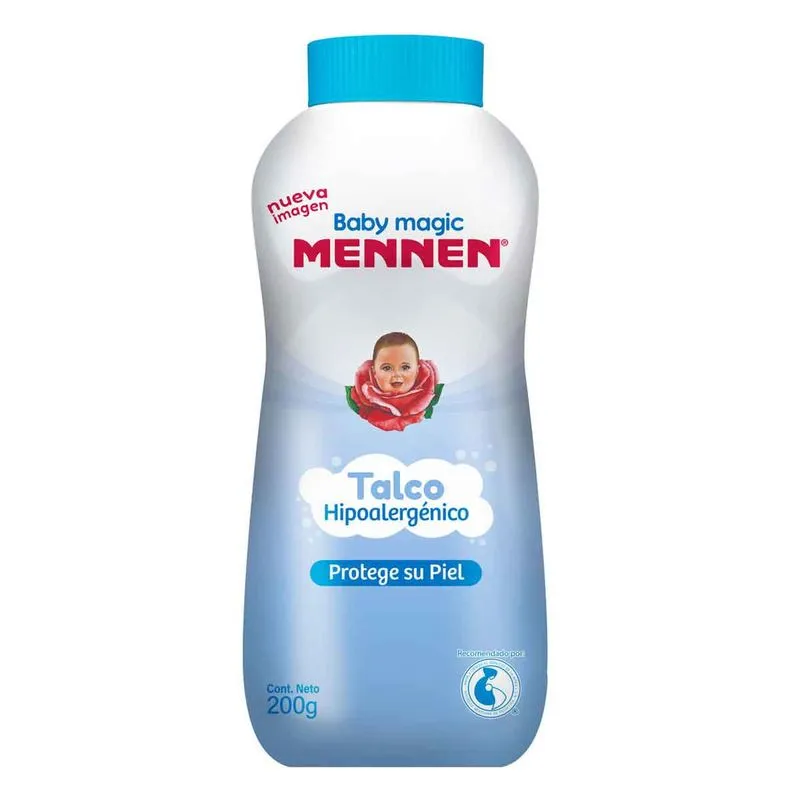 nueva
imagen
Baby magic
MENNEN®
Talco
Hipoalergénico
Protege su Piel
Recomendado por:
Cont. Neto
200g